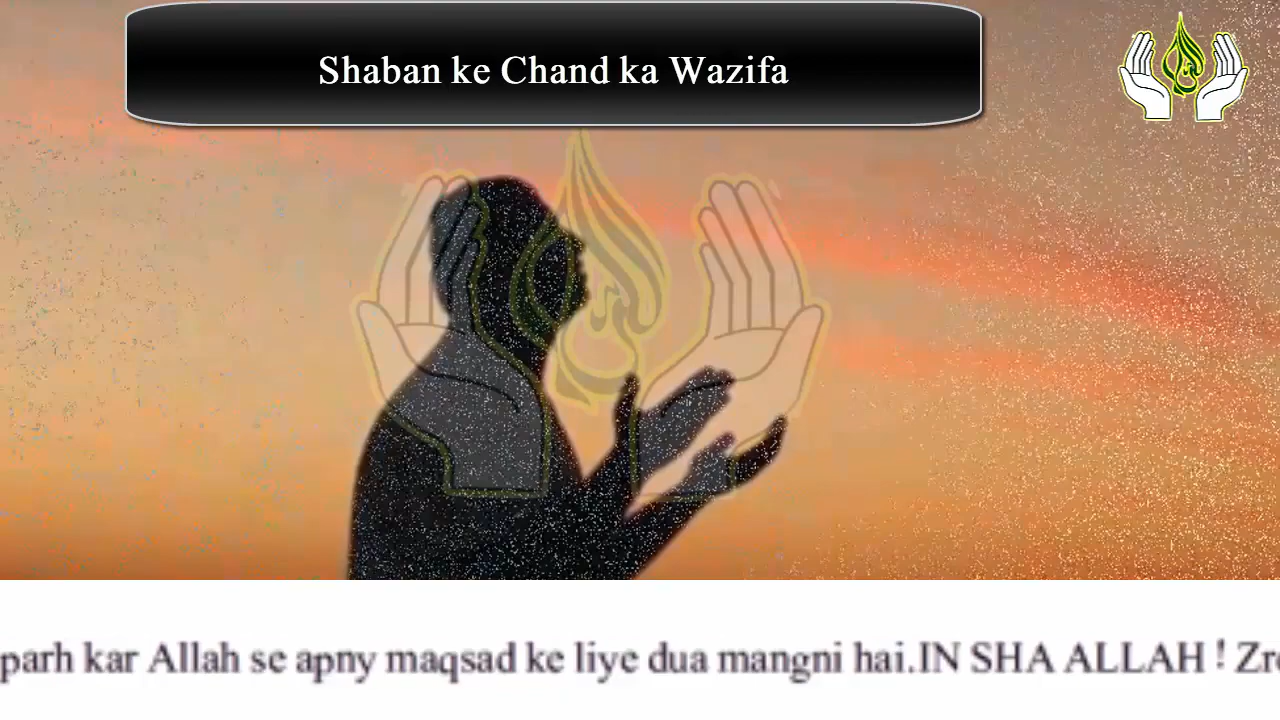 Shaban ke Chand ka Wazifa
parh kar Allah se apny maqsad ke liye dua mangni hai.IN SHA ALLAH ! Zr